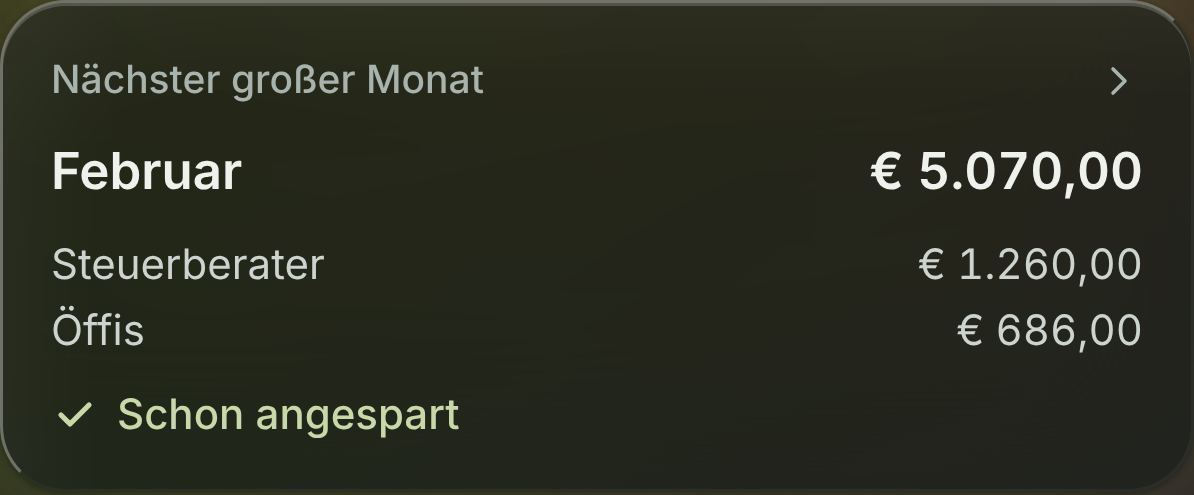 Nächster großer Monat
Februar € 5.070,00
Steuerberater € 1.260,00
Öffis € 686,00
Schon angespart